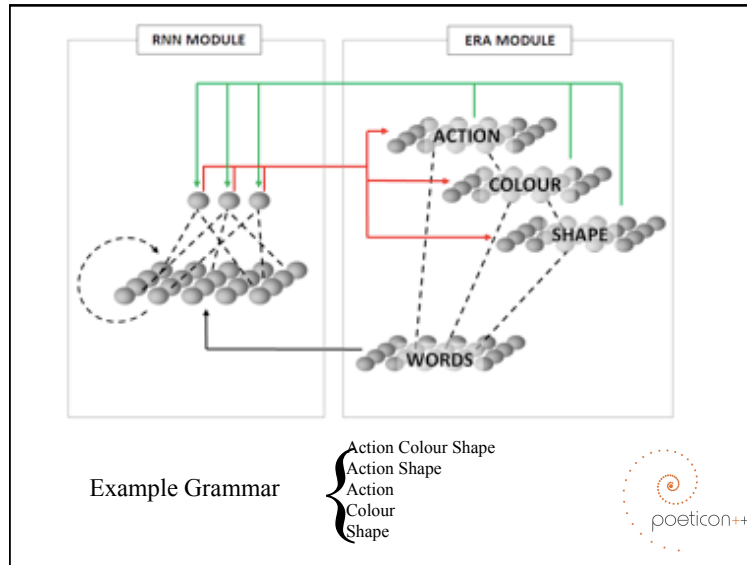 RNN MODULE
ERA MODULE
ACTION
COLOUR
SHAPE
WORDS
Example Grammar
Action Colour Shape
Action Shape
Action
Colour
Shape
poeticon++